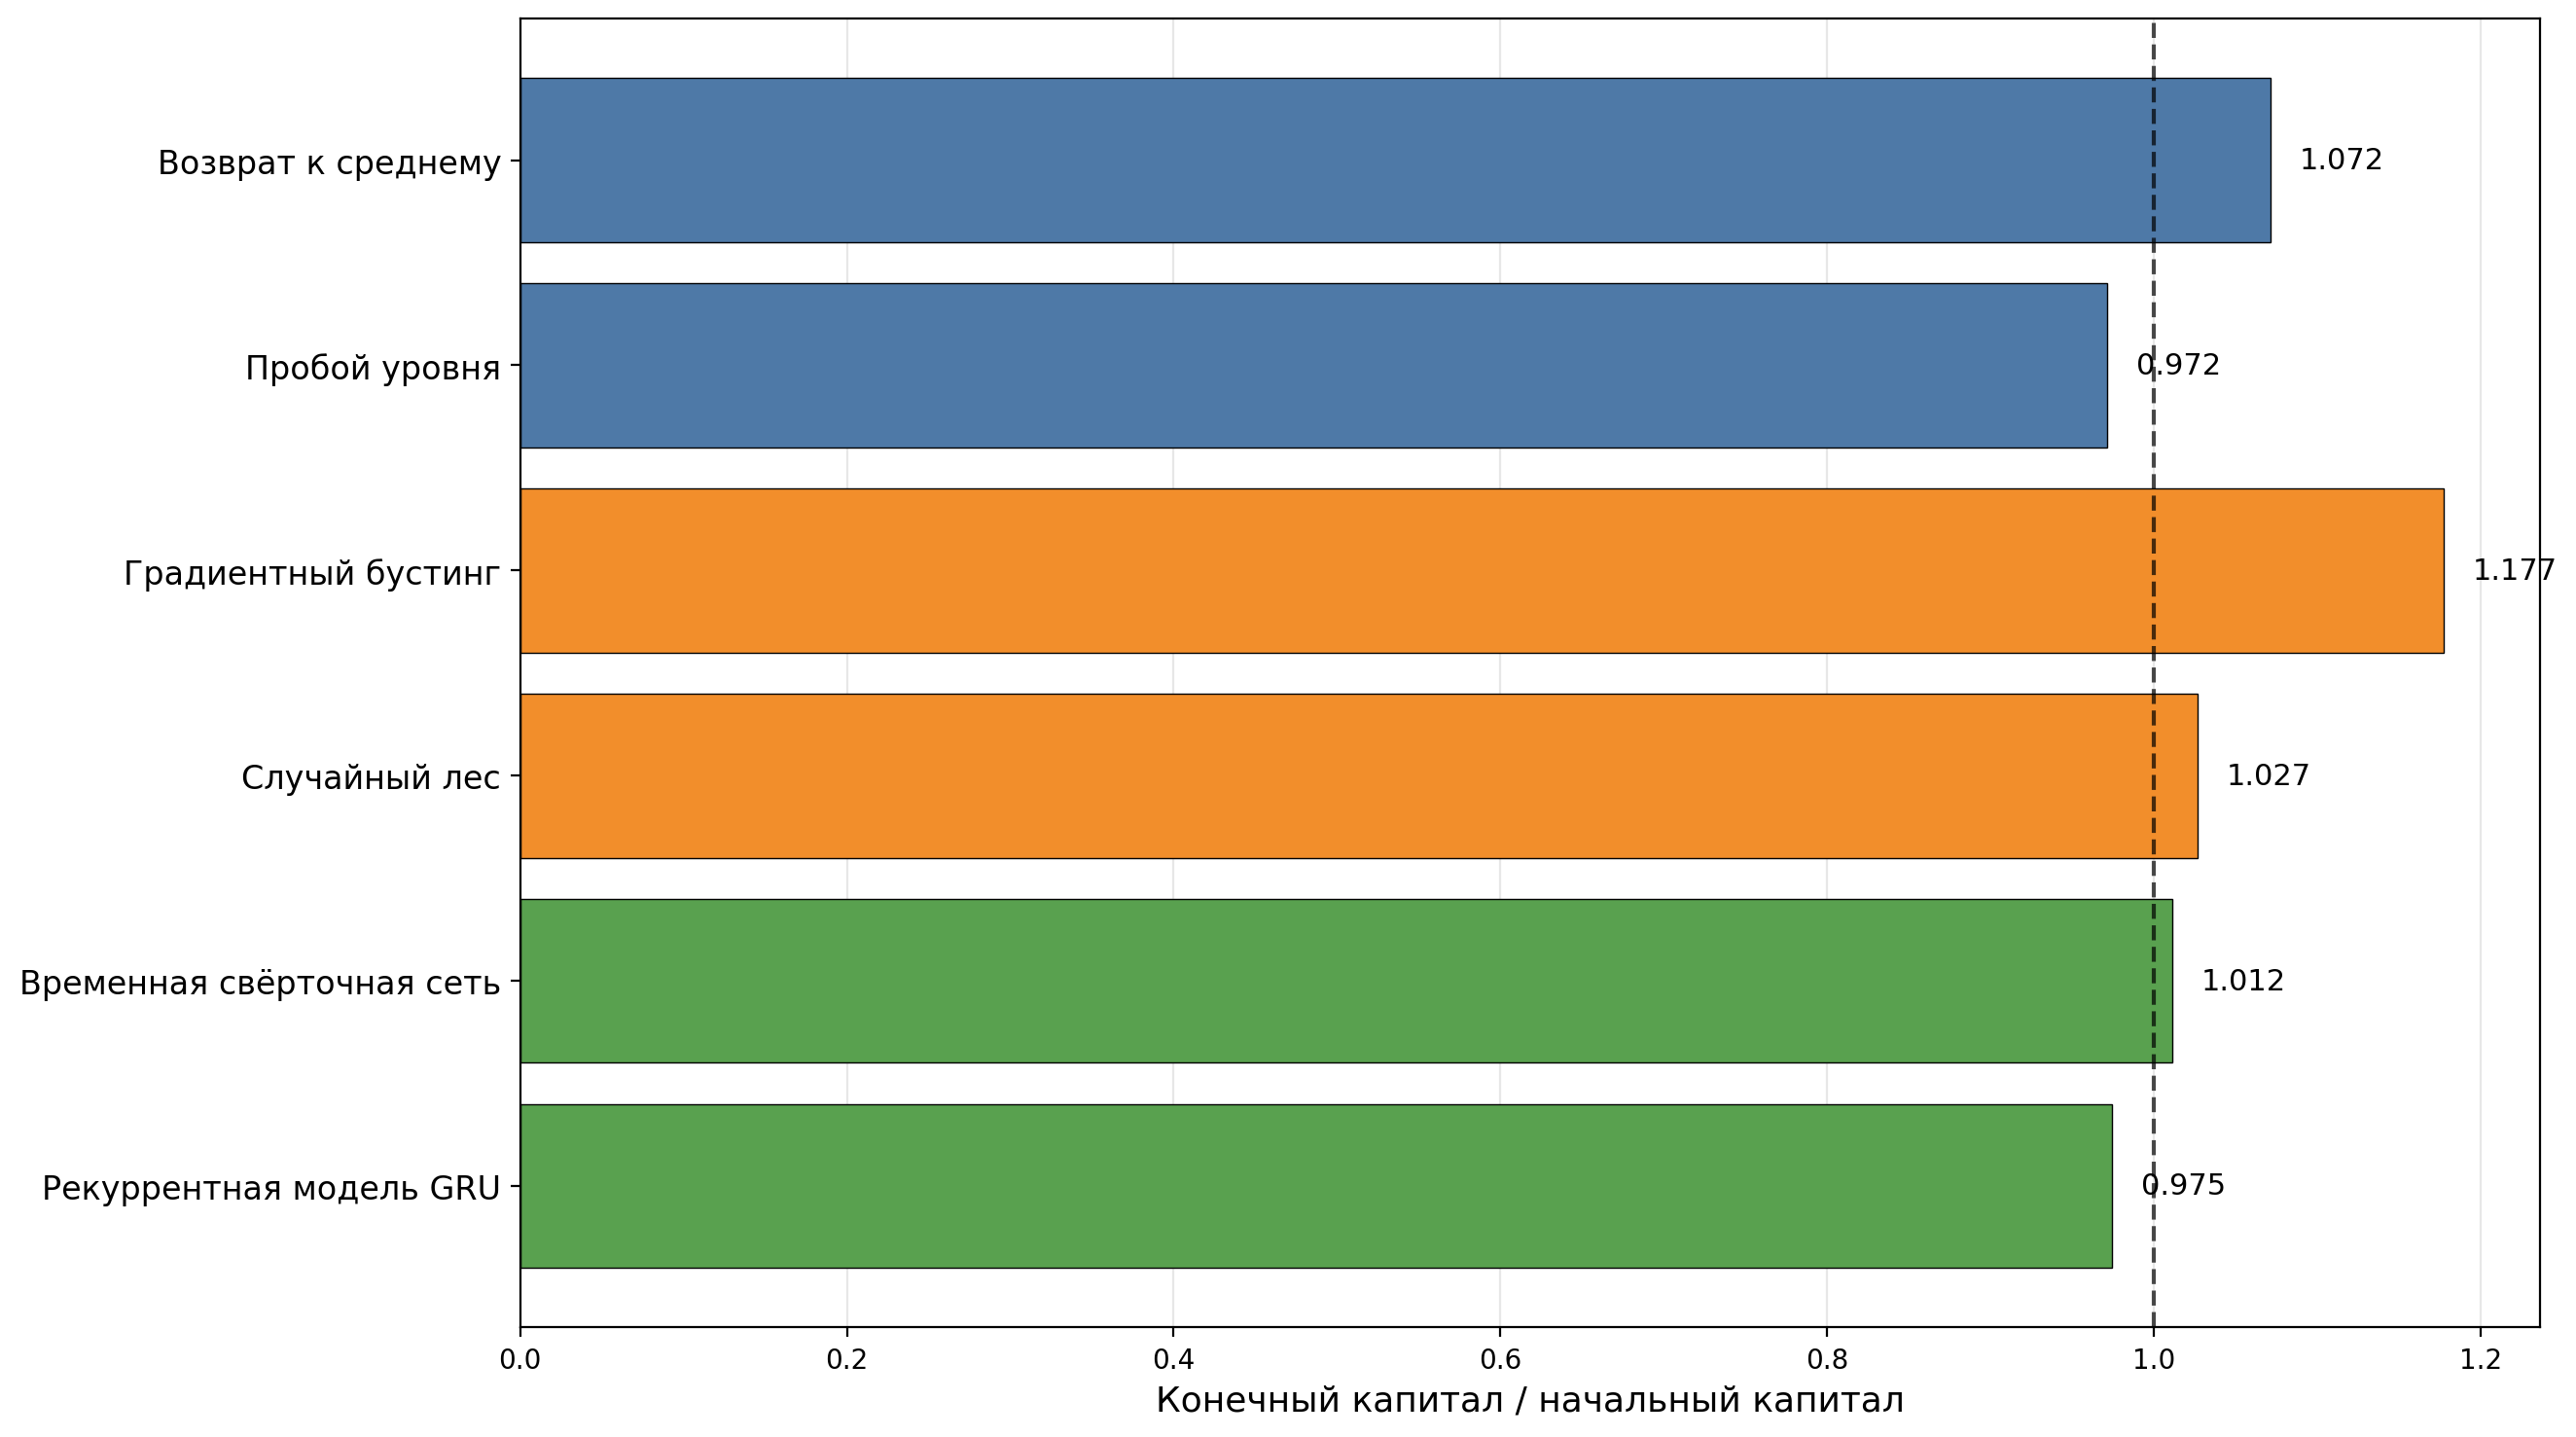 Возврат к среднему
1.072
Пробой уровня
0.972
Градиентный бустинг
1.177
Случайный лес
1.027
Временная свёрточная сеть
1.012
Рекуррентная модель GRU
0.975
0.0 0.2 0.4 0.6 0.8 1.0 1.2
Конечный капитал / начальный капитал